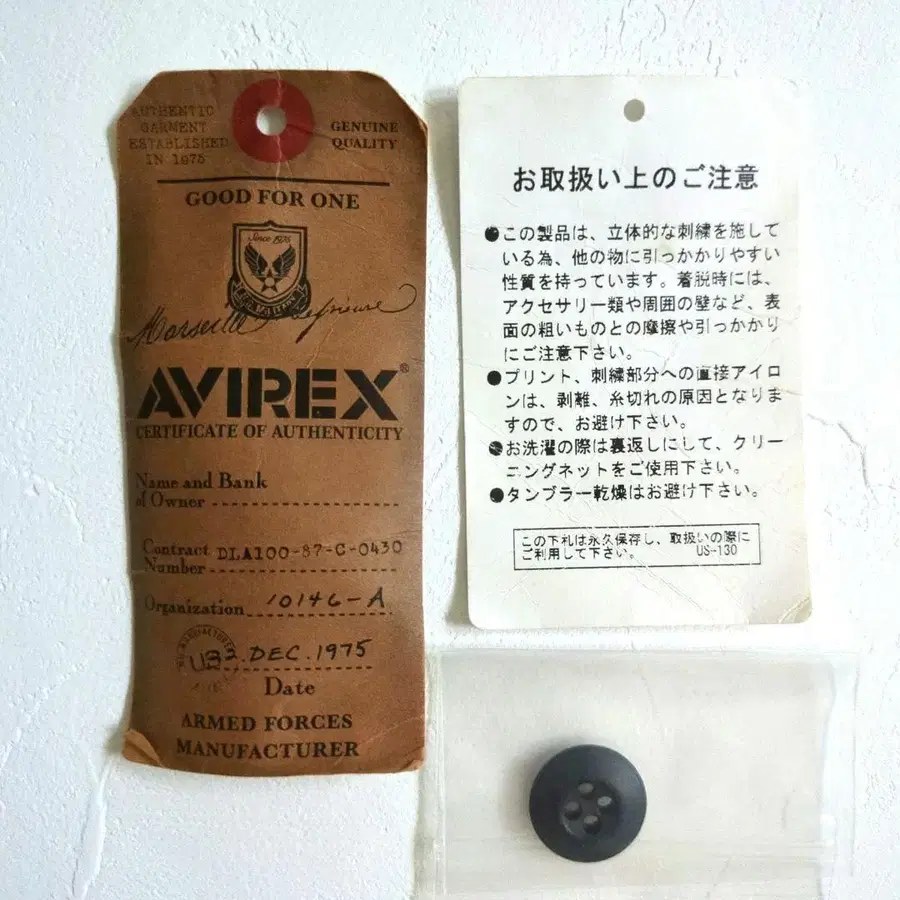 AUTHENTIC
GARMENT
ESTABLISHED
IN 1975
GENUINE
QUALITY
GOOD FOR ONE
Since 1975
AVIREX®
CERTIFICATE OF AUTHENTICITY
Name and Bank
of Owner
Contract
Number DLA100-87-C-0430
Organization 10146-A
2.DEC.1975
Date
ARMED FORCES
MANUFACTURER
お取扱い上のご注意
●この製品は、立体的な刺繍を施して
いる為、他の物に引っかかりやすい
性質を持っています。着脱時には、
アクセサリー類や周囲の壁など、表
面の粗いものとの摩擦や引っかかり
にご注意下さい。
●プリント、刺繍部分への直接アイロ
ンは、剥離、糸切れの原因となりま
すので、お避け下さい。
●お洗濯の際は裏返しにして、クリー
ニングネットをご使用下さい。
●タンブラー乾燥はお避け下さい。
この下札は永久保存し、取扱いの際に
ご利用して下さい。 US-130